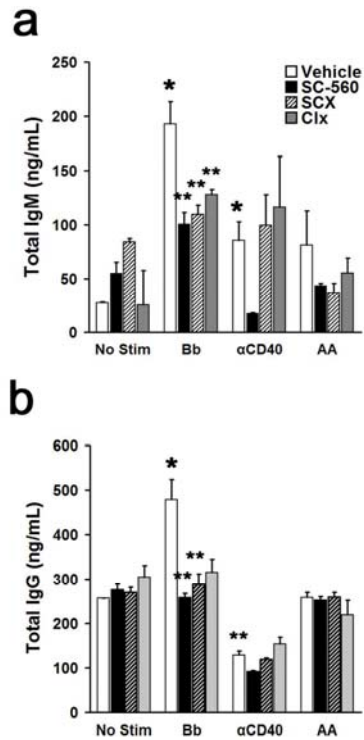 a
Total IgM (ng/mL)
250
200
150
100
50
0
Vehicle
SC-560
SCX
Clx
*
**
**
**
*
No Stim Bb αCD40 AA
b
Total IgG (ng/mL)
600
500
400
300
200
100
0
*
**
**
**
No Stim Bb αCD40 AA